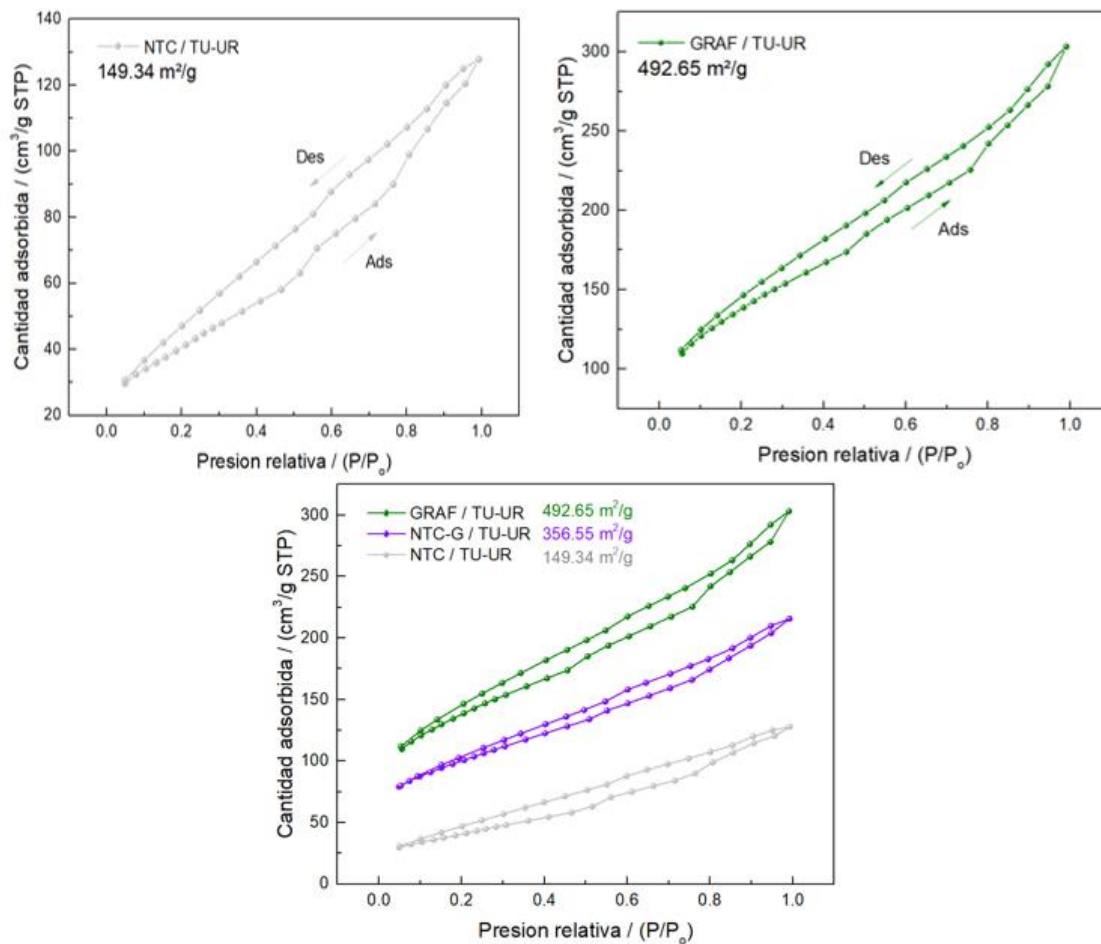 140
120
100
80
60
40
20
Cantidad adsorbida / (cm³/g STP)
NTC / TU-UR
149.34 m²/g
Des
Ads
0.0 0.2 0.4 0.6 0.8 1.0
Presion relativa / (P/Pₒ)
300
250
200
150
100
Cantidad adsorbida / (cm³/g STP)
GRAF / TU-UR
492.65 m²/g
Des
Ads
0.0 0.2 0.4 0.6 0.8 1.0
Presion relativa / (P/Pₒ)
300
250
200
150
100
50
0
Cantidad adsorbida / (cm³/g STP)
GRAF / TU-UR 492.65 m²/g
NTC-G / TU-UR 356.55 m²/g
NTC / TU-UR 149.34 m²/g
0.0 0.2 0.4 0.6 0.8 1.0
Presion relativa / (P/Pₒ)